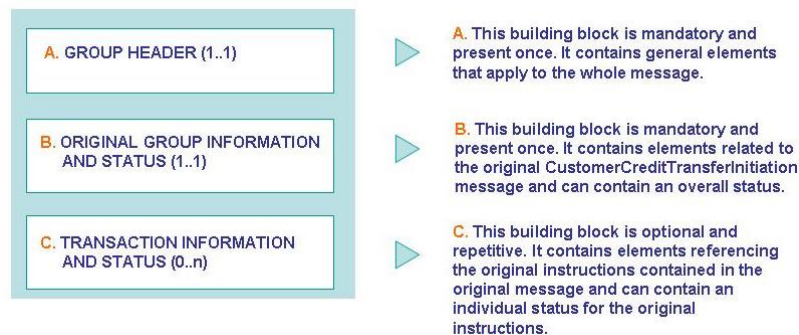 A. GROUP HEADER (1..1)
A. This building block is mandatory and
present once. It contains general elements
that apply to the whole message.
B. ORIGINAL GROUP INFORMATION
AND STATUS (1..1)
B. This building block is mandatory and
present once. It contains elements related to
the original CustomerCreditTransferInitiation
message and can contain an overall status.
C. TRANSACTION INFORMATION
AND STATUS (0..n)
C. This building block is optional and
repetitive. It contains elements referencing
the original instructions contained in the
original message and can contain an
individual status for the original
instructions.